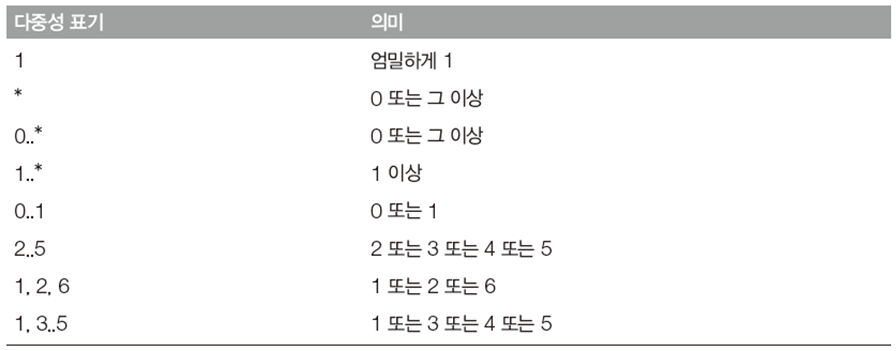 다중성 표기 의미
1 엄밀하게 1
* 0 또는 그 이상
0..* 0 또는 그 이상
1..* 1 이상
0..1 0 또는 1
2..5 2 또는 3 또는 4 또는 5
1, 2, 6 1 또는 2 또는 6
1, 3..5 1 또는 3 또는 4 또는 5